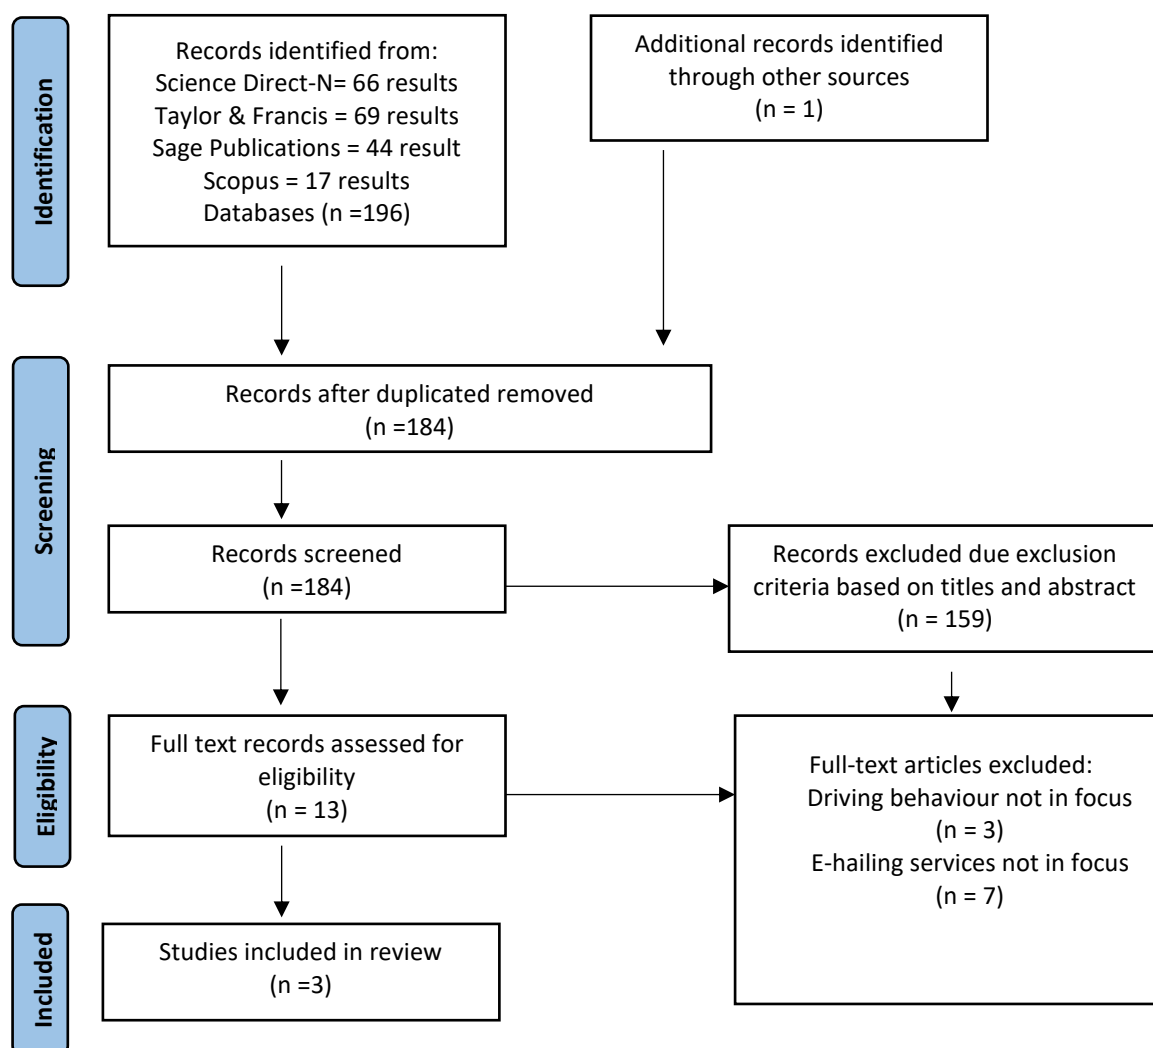 Identification
Records identified from:
Science Direct-N= 66 results
Taylor & Francis = 69 results
Sage Publications = 44 result
Scopus = 17 results
Databases (n =196)
Additional records identified
through other sources
(n = 1)
Screening
Records after duplicated removed
(n =184)
Records screened
(n =184)
Records excluded due exclusion
criteria based on titles and abstract
(n = 159)
Eligibility
Full text records assessed for
eligibility
(n = 13)
Full-text articles excluded:
Driving behaviour not in focus
(n = 3)
E-hailing services not in focus
(n = 7)
Included
Studies included in review
(n =3)